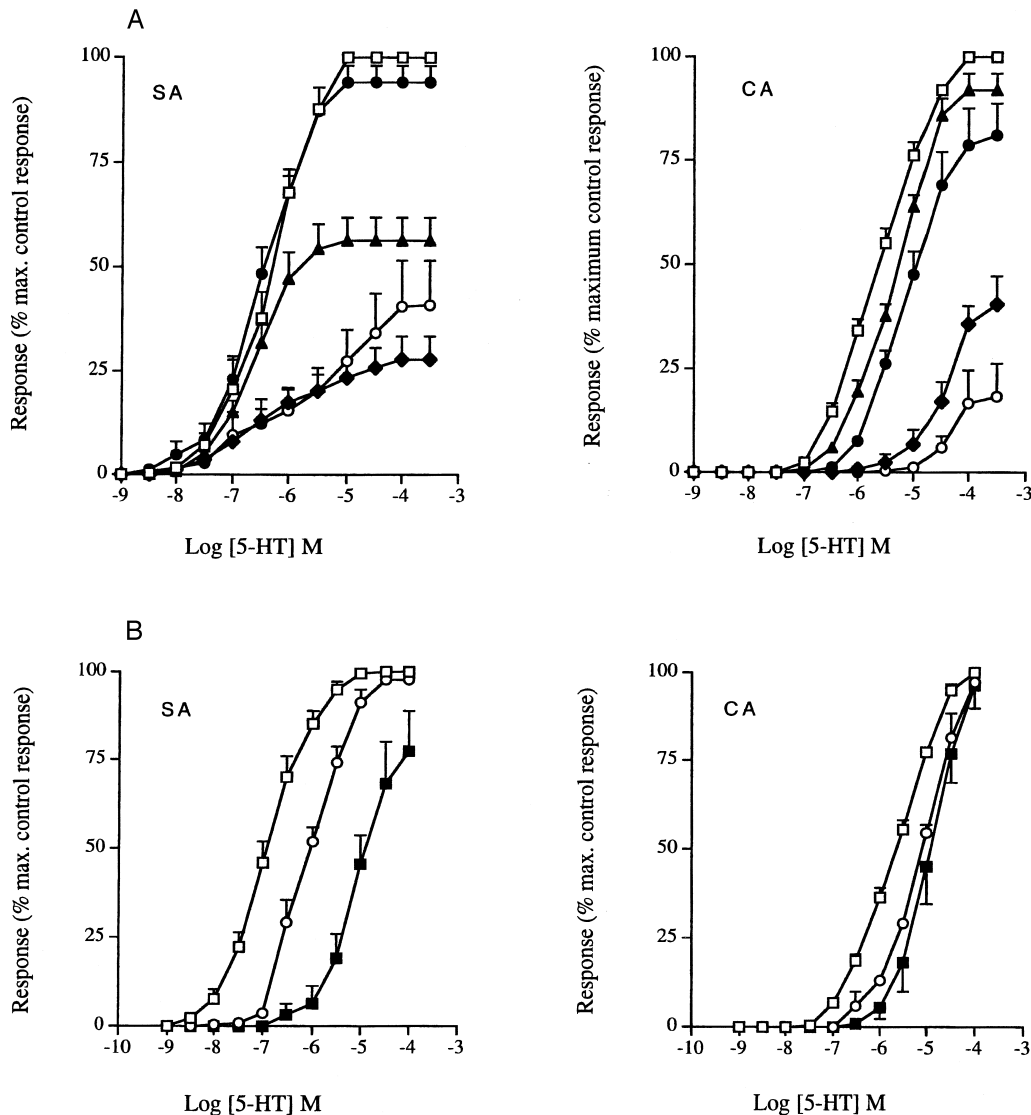 A
SA
Response (% max. control response)
100
75
50
25
0
-9 -8 -7 -6 -5 -4 -3
Log [5-HT] M
CA
Response (% maximum control response)
100
75
50
25
0
-9 -8 -7 -6 -5 -4 -3
Log [5-HT] M
B
SA
Response (% max. control response)
100
75
50
25
0
-10 -9 -8 -7 -6 -5 -4 -3
Log [5-HT] M
CA
Response (% max. control response)
100
75
50
25
0
-10 -9 -8 -7 -6 -5 -4 -3
Log [5-HT] M